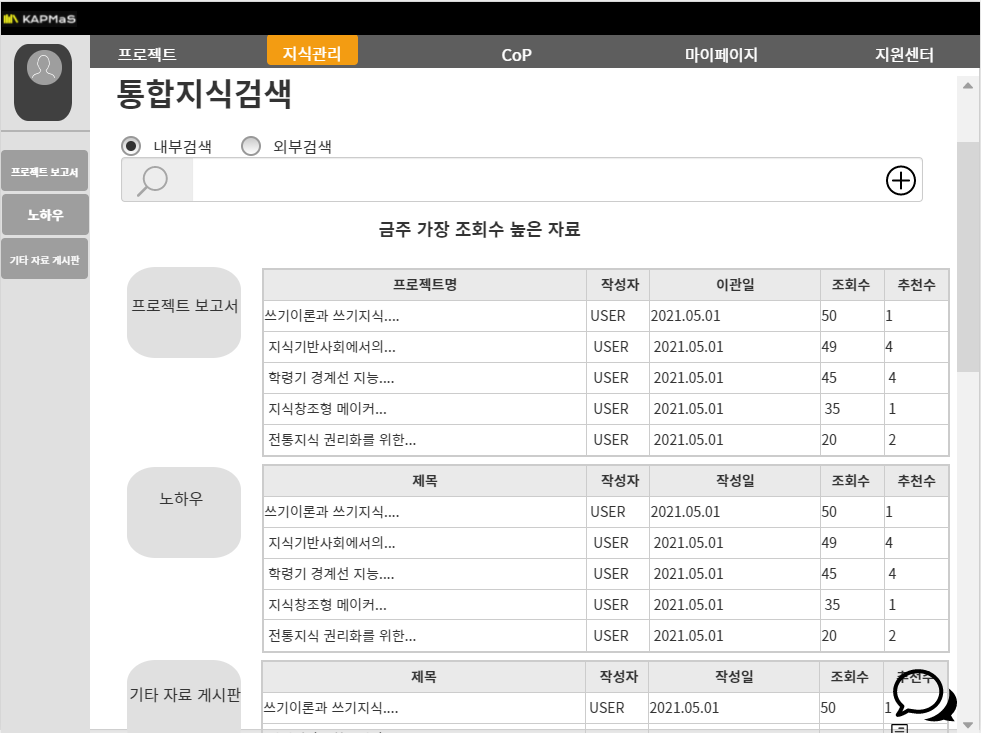 KAPMaS
프로젝트 지식관리 CoP 마이페이지 지원센터
통합지식검색
내부검색 외부검색
프로젝트 보고서
노하우
기타 자료 게시판
금주 가장 조회수 높은 자료
프로젝트 보고서
프로젝트명 작성자 이관일 조회수 추천수
쓰기이론과 쓰기지식.... USER 2021.05.01 50 1
지식기반사회에서의... USER 2021.05.01 49 4
학령기 경계선 지능.... USER 2021.05.01 45 4
지식창조형 메이커... USER 2021.05.01 35 1
전통지식 권리화를 위한... USER 2021.05.01 20 2
노하우
제목 작성자 작성일 조회수 추천수
쓰기이론과 쓰기지식.... USER 2021.05.01 50 1
지식기반사회에서의... USER 2021.05.01 49 4
학령기 경계선 지능.... USER 2021.05.01 45 4
지식창조형 메이커... USER 2021.05.01 35 1
전통지식 권리화를 위한... USER 2021.05.01 20 2
기타 자료 게시판
제목 작성자 작성일 조회수 추천수
쓰기이론과 쓰기지식.... USER 2021.05.01 50 1